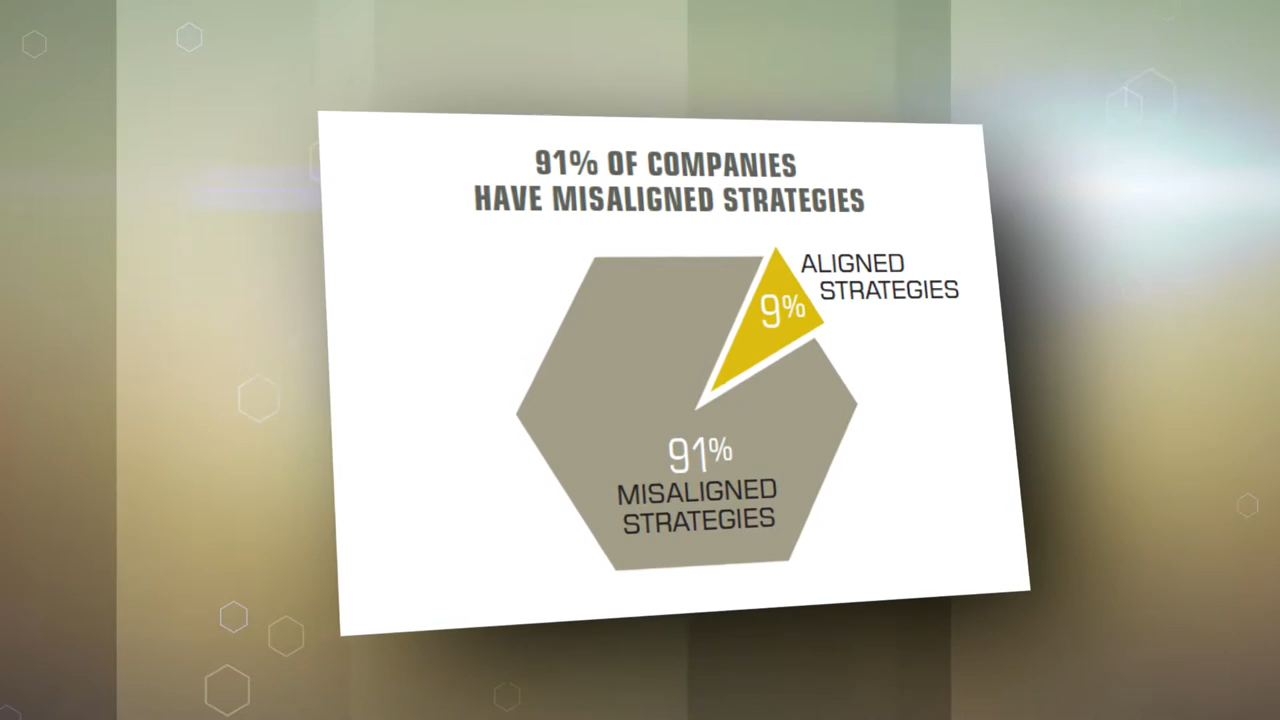 91% OF COMPANIES
HAVE MISALIGNED STRATEGIES
ALIGNED
STRATEGIES
9%
91%
MISALIGNED
STRATEGIES